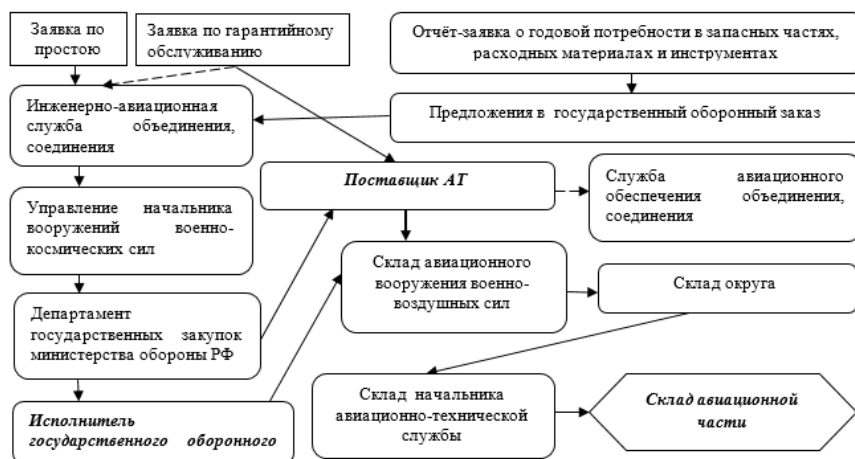 Заявка по
простою
Заявка по гарантийному
обслуживанию
Отчёт-заявка о годовой потребности в запасных частях,
расходных материалах и инструментах
Инженерно-авиационная
служба объединения,
соединения
Предложения в государственный оборонный заказ
Поставщик АТ
Служба авиационного
обеспечения объединения,
соединения
Управление начальника
вооружений военно-
космических сил
Склад авиационного
вооружения военно-
воздушных сил
Склад округа
Департамент
государственных закупок
министерства обороны РФ
Склад начальника
авиационно-технической
службы
Склад авиационной
части
Исполнитель
государственного оборонного